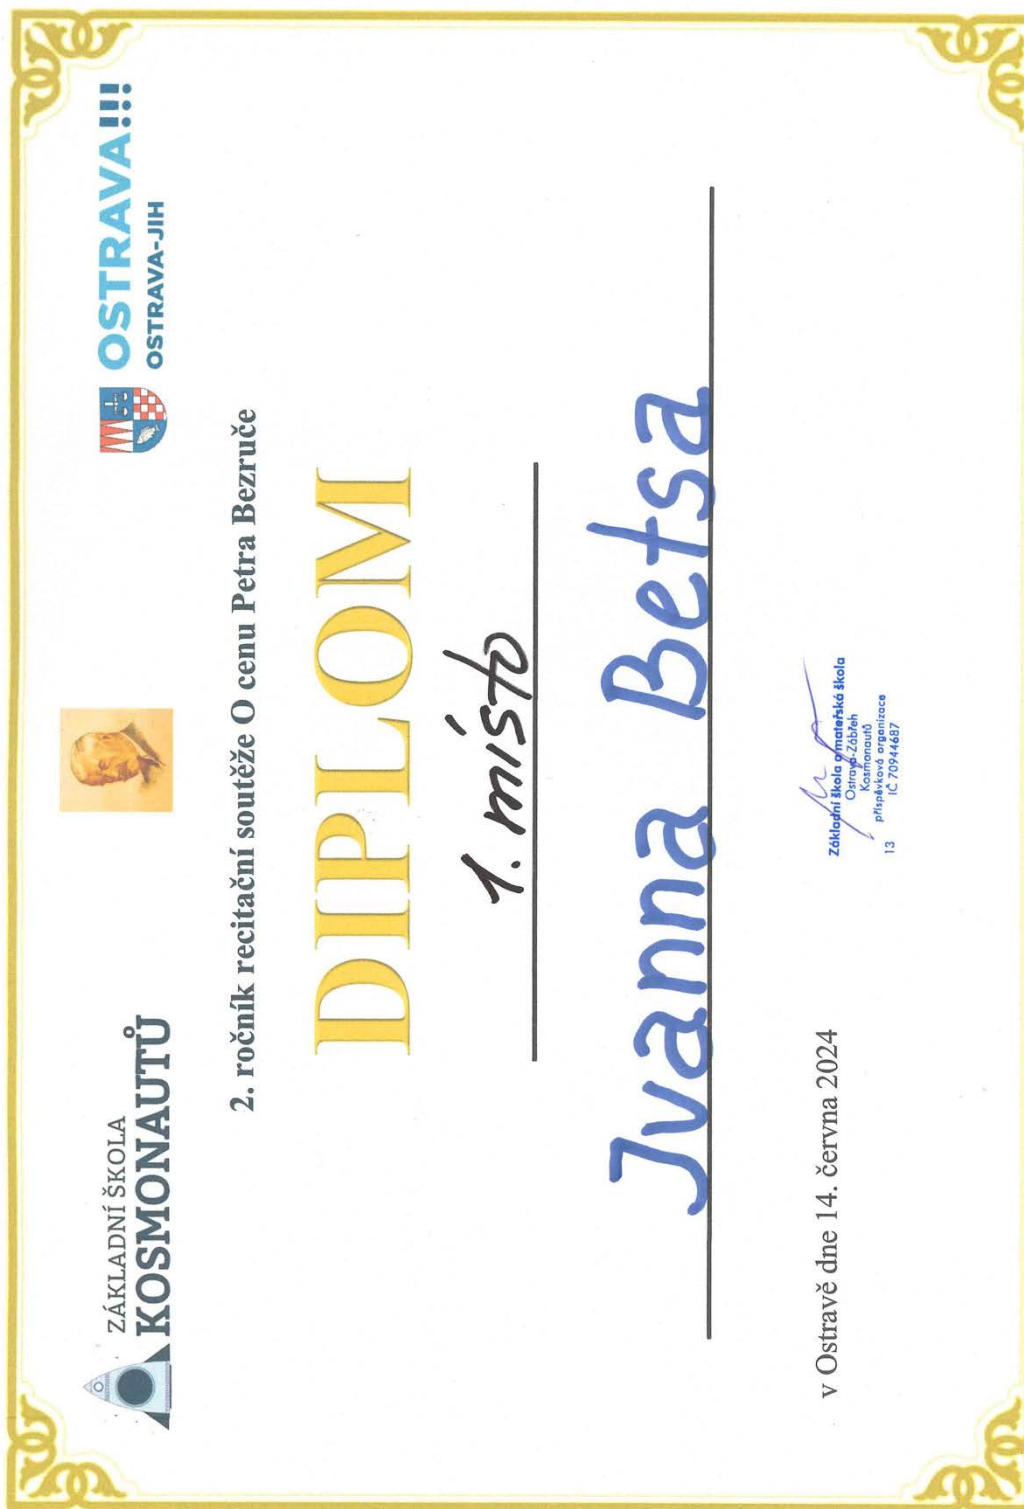 ZÁKLADNÍ ŠKOLA
KOSMONAUTŮ
OSTRAVA!!!
OSTRAVA-JIH
2. ročník recitační soutěže O cenu Petra Bezruče
DIPLOM
1. místo
Ivanna Betsa
v Ostravě dne 14. června 2024
Základní škola a mateřská škola
Ostrava-Zábřeh
Kosmonautů
příspěvková organizace
13 IČ 70944687